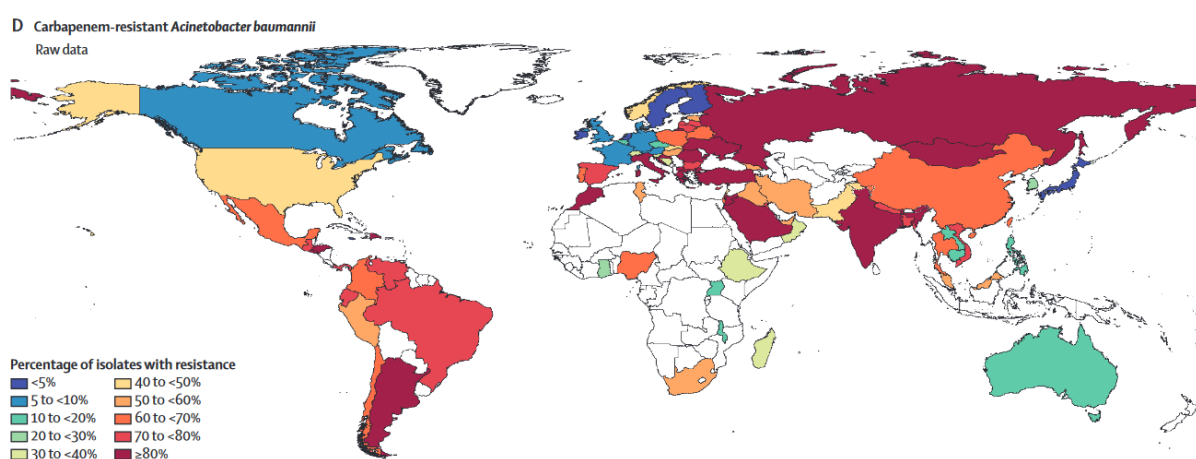 D Carbapenem-resistant Acinetobacter baumannii
Raw data
Percentage of isolates with resistance
<5%
5 to <10%
10 to <20%
20 to <30%
30 to <40%
40 to <50%
50 to <60%
60 to <70%
70 to <80%
≥80%